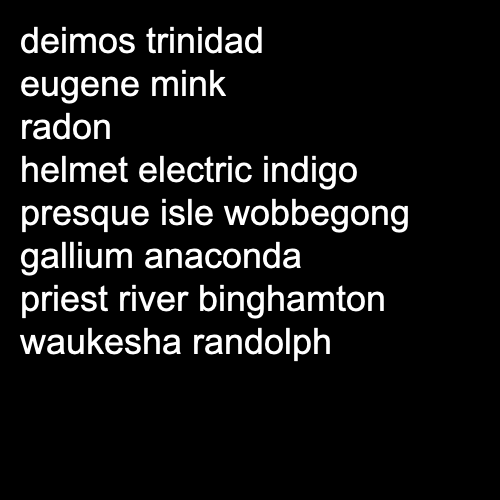 deimos trinidad
eugene mink
radon
helmet electric indigo
presque isle wobbegong
gallium anaconda
priest river binghamton
waukesha randolph